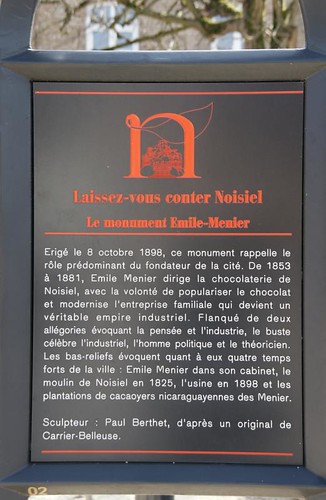 n
Laissez-vous conter Noisiel
Le monument Emile-Menier
Erigé le 8 octobre 1898, ce monument rappelle le
rôle prédominant du fondateur de la cité. De 1853
à 1881, Emile Menier dirige la chocolaterie de
Noisiel, avec la volonté de populariser le chocolat
et modernise l'entreprise familiale qui devient un
véritable empire industriel. Flanqué de deux
allégories évoquant la pensée et l'industrie, le buste
célèbre l'industriel, l'homme politique et le théoricien.
Les bas-reliefs évoquent quant à eux quatre temps
forts de la ville : Emile Menier dans son cabinet, le
moulin de Noisiel en 1825, l'usine en 1898 et les
plantations de cacaoyers nicaraguayennes des Menier.
Sculpteur : Paul Berthet, d'après un original de
Carrier-Belleuse.
02